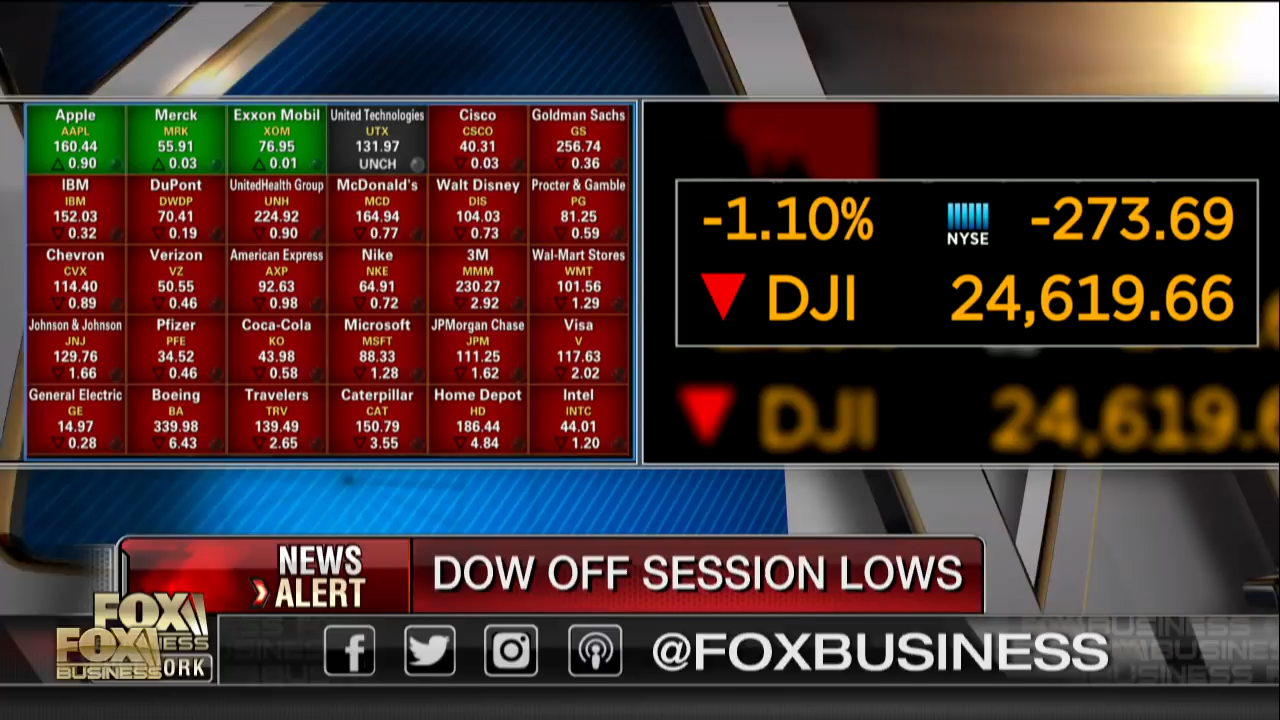 Apple
AAPL
160.44
△ 0.90
Merck
MRK
55.91
△ 0.03
Exxon Mobil
XOM
76.95
△ 0.01
United Technologies
UTX
131.97
UNCH
Cisco
CSCO
40.31
▽ 0.03
Goldman Sachs
GS
256.74
▽ 0.36
IBM
IBM
152.03
▽ 0.32
DuPont
DWDP
70.41
▽ 0.19
UnitedHealth Group
UNH
224.92
▽ 0.90
McDonald's
MCD
164.94
▽ 0.77
Walt Disney
DIS
104.03
▽ 0.73
Procter & Gamble
PG
81.25
▽ 0.59
Chevron
CVX
114.40
▽ 0.89
Verizon
VZ
50.55
▽ 0.46
American Express
AXP
92.63
▽ 0.98
Nike
NKE
64.91
▽ 0.72
3M
MMM
230.27
▽ 2.92
Wal-Mart Stores
WMT
101.56
▽ 1.29
Johnson & Johnson
JNJ
129.76
▽ 1.66
Pfizer
PFE
34.52
▽ 0.46
Coca-Cola
KO
43.98
▽ 0.58
Microsoft
MSFT
88.33
▽ 1.28
JPMorgan Chase
JPM
111.25
▽ 1.62
Visa
V
117.63
▽ 2.02
General Electric
GE
14.97
▽ 0.28
Boeing
BA
339.98
▽ 6.43
Travelers
TRV
139.49
▽ 2.65
Caterpillar
CAT
150.79
▽ 3.55
Home Depot
HD
186.44
▽ 4.84
Intel
INTC
44.01
▽ 1.20
-1.10% NYSE -273.69
▼ DJI 24,619.66
▼ DJI 24,619.6
NEWS
ALERT
DOW OFF SESSION LOWS
FOX
FOX
BUSINESS
@FOXBUSINESS